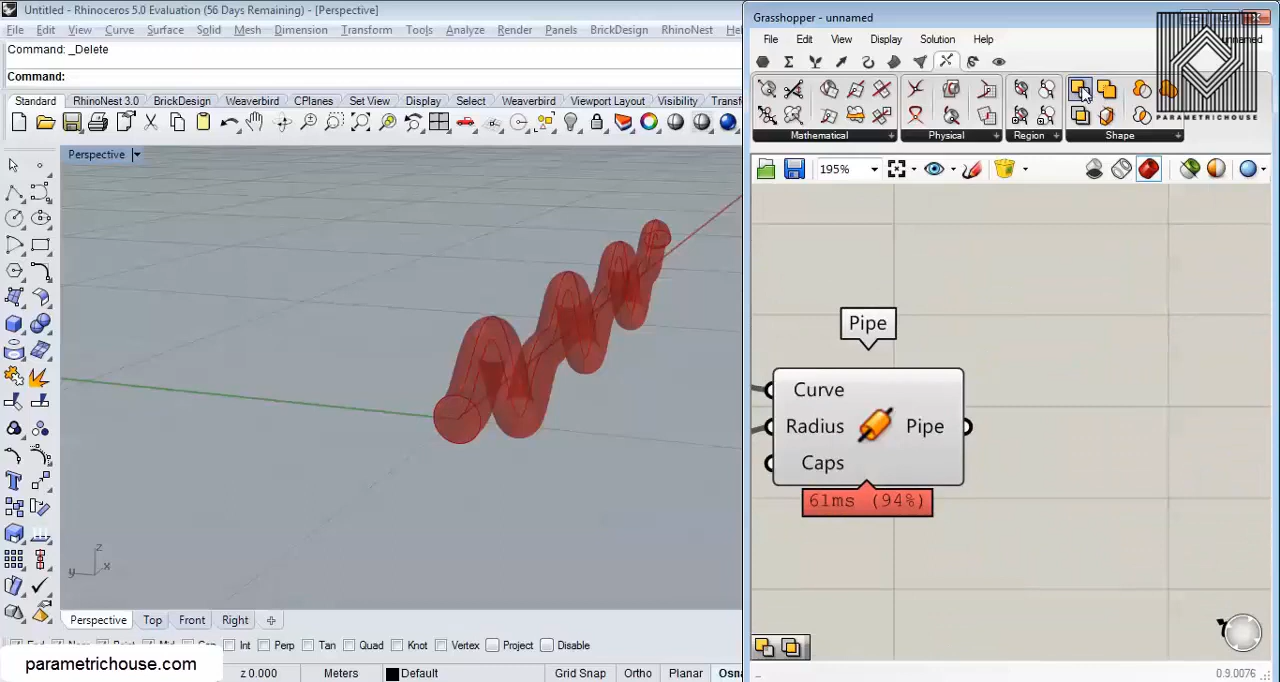 Untitled - Rhinoceros 5.0 Evaluation (56 Days Remaining) - [Perspective]
File Edit View Curve Surface Solid Mesh Dimension Transform Tools Analyze Render Panels BrickDesign RhinoNest
Command: _Delete
Command:
Standard RhinoNest 3.0 BrickDesign Weaverbird CPlanes Set View Display Select Weaverbird Viewport Layout Visibility
Perspective
z
y x
Perspective Top Front Right
End Int Perp Tan Quad Knot Vertex Project Disable
parametrichouse.com
z 0.000 Meters Default Grid Snap Ortho Planar
Grasshopper - unnamed
File Edit View Display Solution Help unnamed
PARAMETRICHOUSE
Mathematical Physical Region Shape
195%
Pipe
Curve
Radius Pipe
Caps
61ms (94%)
0.9.0076